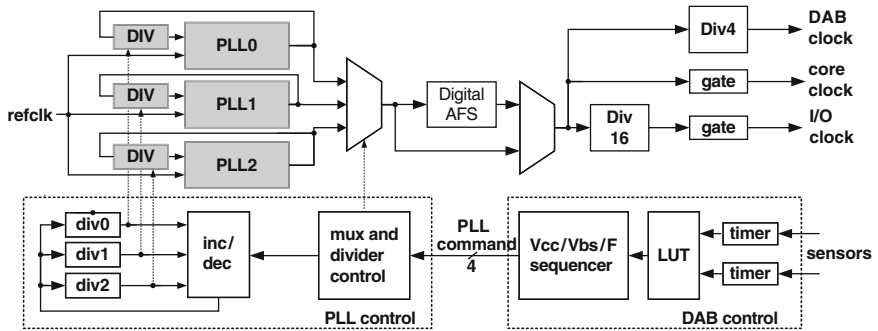 DIV
PLL0
DIV
PLL1
DIV
PLL2
refclk
Digital
AFS
Div4
DAB
clock
gate
core
clock
Div
16
gate
I/O
clock
div0
div1
div2
inc/
dec
mux and
divider
control
PLL control
PLL
command
4
Vcc/Vbs/F
sequencer
LUT
timer
timer
sensors
DAB control